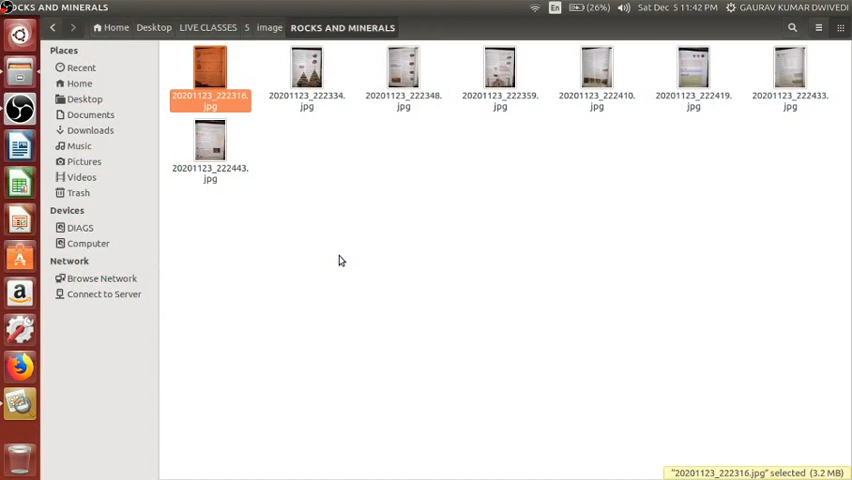 ROCKS AND MINERALS
En (26%) Sat Dec 5 11:42 PM GAURAV KUMAR DWIVEDI
Home Desktop LIVE CLASSES 5 image ROCKS AND MINERALS
Places
Recent
Home
Desktop
Documents
Downloads
Music
Pictures
Videos
Trash
Devices
DIAGS
Computer
Network
Browse Network
Connect to Server
20201123_222316.
jpg
20201123_222334.
jpg
20201123_222348.
jpg
20201123_222359.
jpg
20201123_222410.
jpg
20201123_222419.
jpg
20201123_222433.
jpg
20201123_222443.
jpg
"20201123_222316.jpg" selected (3.2 MB)